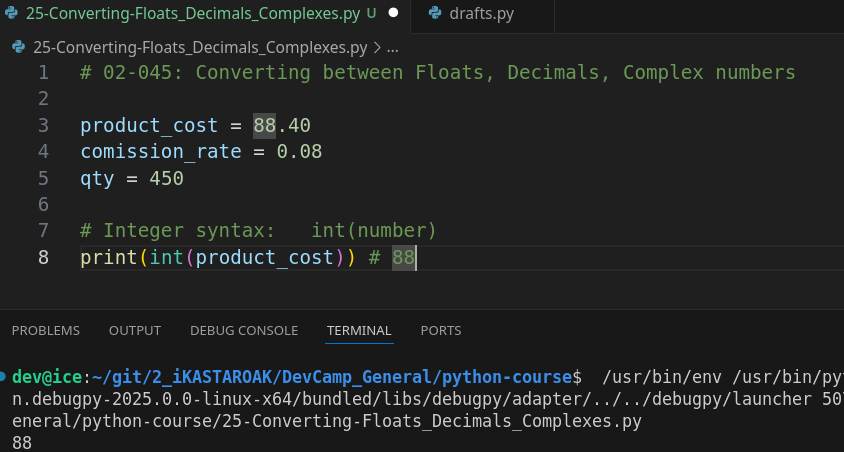 25-Converting-Floats_Decimals_Complexes.py U
drafts.py
25-Converting-Floats_Decimals_Complexes.py > ...
1 # 02-045: Converting between Floats, Decimals, Complex numbers
2
3 product_cost = 88.40
4 comission_rate = 0.08
5 qty = 450
6
7 # Integer syntax:   int(number)
8 print(int(product_cost)) # 88
PROBLEMS OUTPUT DEBUG CONSOLE TERMINAL PORTS
dev@ice:~/git/2_iKASTAROAK/DevCamp_General/python-course$  /usr/bin/env /usr/bin/pyt
n.debugpy-2025.0.0-linux-x64/bundled/libs/debugpy/adapter/../../debugpy/launcher 507
eneral/python-course/25-Converting-Floats_Decimals_Complexes.py
88